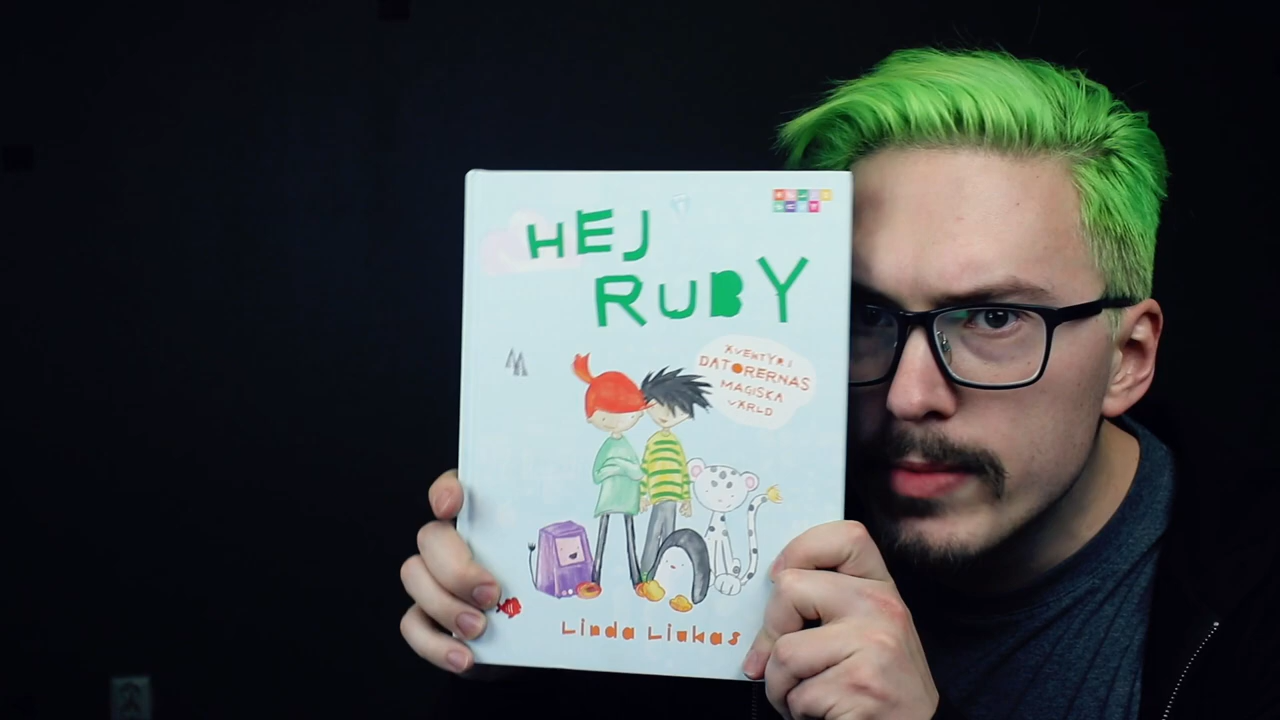 HEJ
RUBY
ÄVENTYR I
DATORERNAS
MAGISKA
VÄRLD
Linda Liukas